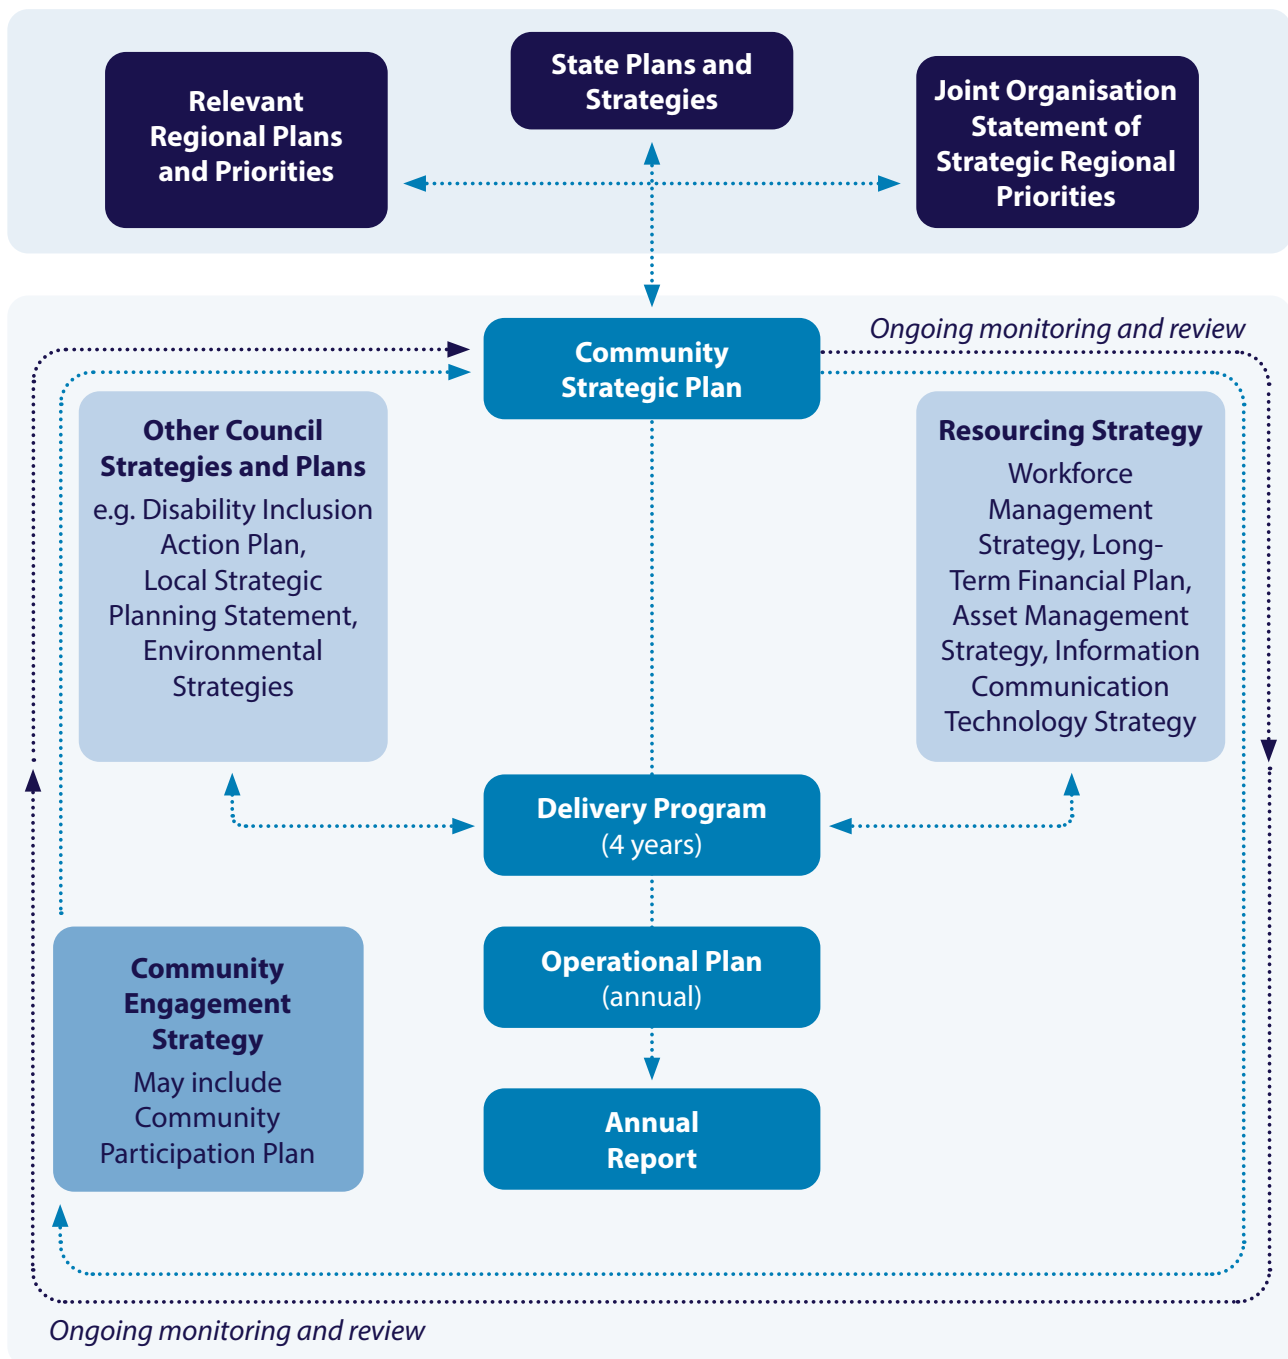 Relevant
Regional Plans
and Priorities
State Plans and
Strategies
Joint Organisation
Statement of
Strategic Regional
Priorities
Community
Strategic Plan
Ongoing monitoring and review
Other Council
Strategies and Plans
e.g. Disability Inclusion
Action Plan,
Local Strategic
Planning Statement,
Environmental
Strategies
Resourcing Strategy
Workforce
Management
Strategy, Long-
Term Financial Plan,
Asset Management
Strategy, Information
Communication
Technology Strategy
Delivery Program
(4 years)
Community
Engagement
Strategy
May include
Community
Participation Plan
Operational Plan
(annual)
Annual
Report
Ongoing monitoring and review